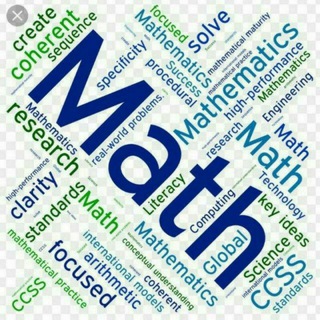 create
coherent
sequence
focused
Mathematics
Success
procedural
solve
mathematical maturity
mathematical practice
Mathematics
high-performance
Mathematics
Engineering
specificity
real-world problems.
Math
research
Mathematics
research
Math
Math
Technology
high-performance
clarity
standards
Math
Literacy
Computing
key ideas
Global
Science
international models
CCSS
standards
mathematical practice
CCSS
focused
arithmetic
international models
conceptual understanding
coherent
Mathematics